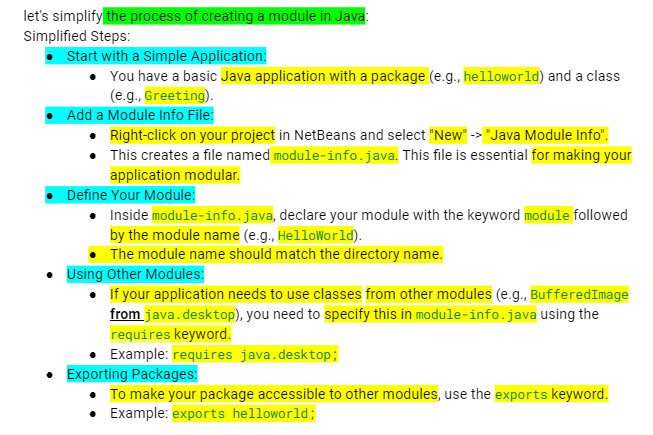 let's simplify the process of creating a module in Java:
Simplified Steps:
● Start with a Simple Application:
● You have a basic Java application with a package (e.g., helloworld) and a class
(e.g., Greeting).
● Add a Module Info File:
● Right-click on your project in NetBeans and select "New" -> "Java Module Info".
● This creates a file named module-info.java. This file is essential for making your
application modular.
● Define Your Module:
● Inside module-info.java, declare your module with the keyword module followed
by the module name (e.g., HelloWorld).
● The module name should match the directory name.
● Using Other Modules:
● If your application needs to use classes from other modules (e.g., BufferedImage
from java.desktop), you need to specify this in module-info.java using the
requires keyword.
● Example: requires java.desktop;
● Exporting Packages:
● To make your package accessible to other modules, use the exports keyword.
● Example: exports helloworld;